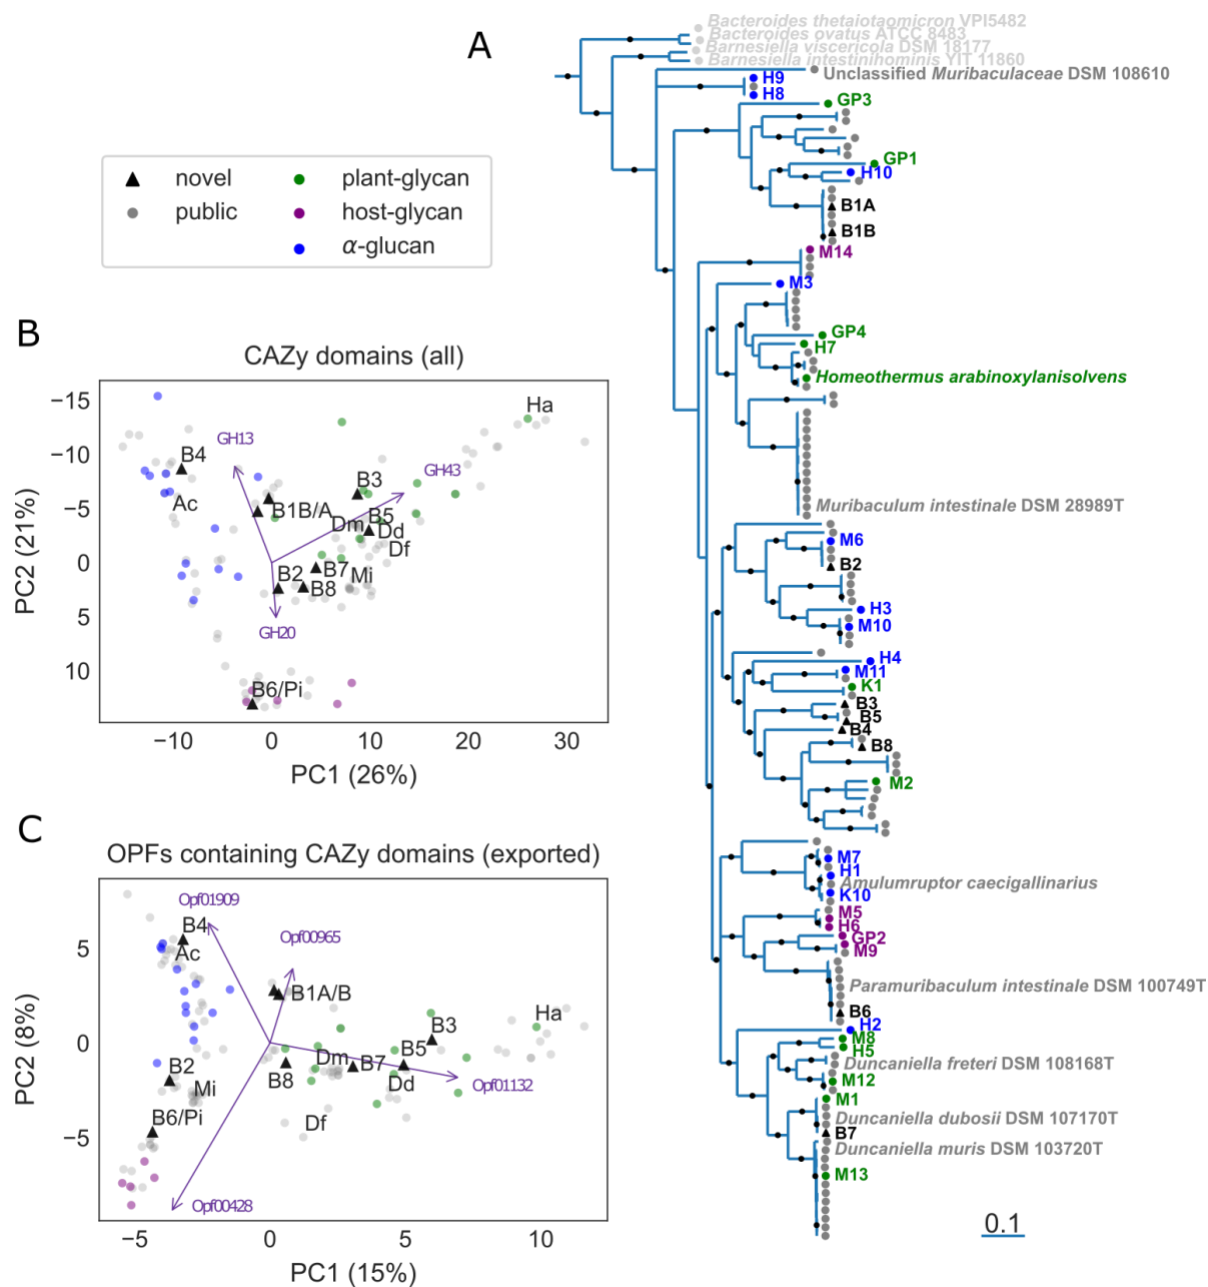 A
Bacteroides thetaiotaomicron VPI5482
Bacteroides ovatus ATCC 8483
Barnesiella viscericola DSM 18177
Barnesiella intestinihominis YIT 11860
Unclassified Muribaculaceae DSM 108610
H9
H8
GP3
GP1
H10
B1A
B1B
M14
M3
GP4
H7
Homeothermus arabinoxylanisolvens
Muribaculum intestinale DSM 28989T
M6
B2
H3
M10
H4
M11
K1
B3
B5
B4
B8
M2
M7
H1
Amulumruptor caecigallinarius
K10
M5
H6
GP2
M9
Paramuribaculum intestinale DSM 100749T
B6
H2
M8
H5
Duncaniella freteri DSM 108168T
M12
M1
Duncaniella dubosii DSM 107170T
B7
Duncaniella muris DSM 103720T
M13
0.1
novel
public
plant-glycan
host-glycan
α-glucan
B
CAZy domains (all)
−15
−10
−5
0
5
10
PC2 (21%)
GH13
B4
Ac
B1B/A
B3
GH43
Ha
B5
Dm
Dd
Df
B7
Mi
B2
B8
GH20
B6/Pi
−10
0
10
20
30
PC1 (26%)
C
OPFs containing CAZy domains (exported)
5
0
−5
PC2 (8%)
Opf01909
B4
Ac
Opf00965
B1A/B
B3
Ha
Dm
B7
B5
B2
B8
Dd
Opf01132
Mi
B6/Pi
Df
Opf00428
−5
0
5
10
PC1 (15%)